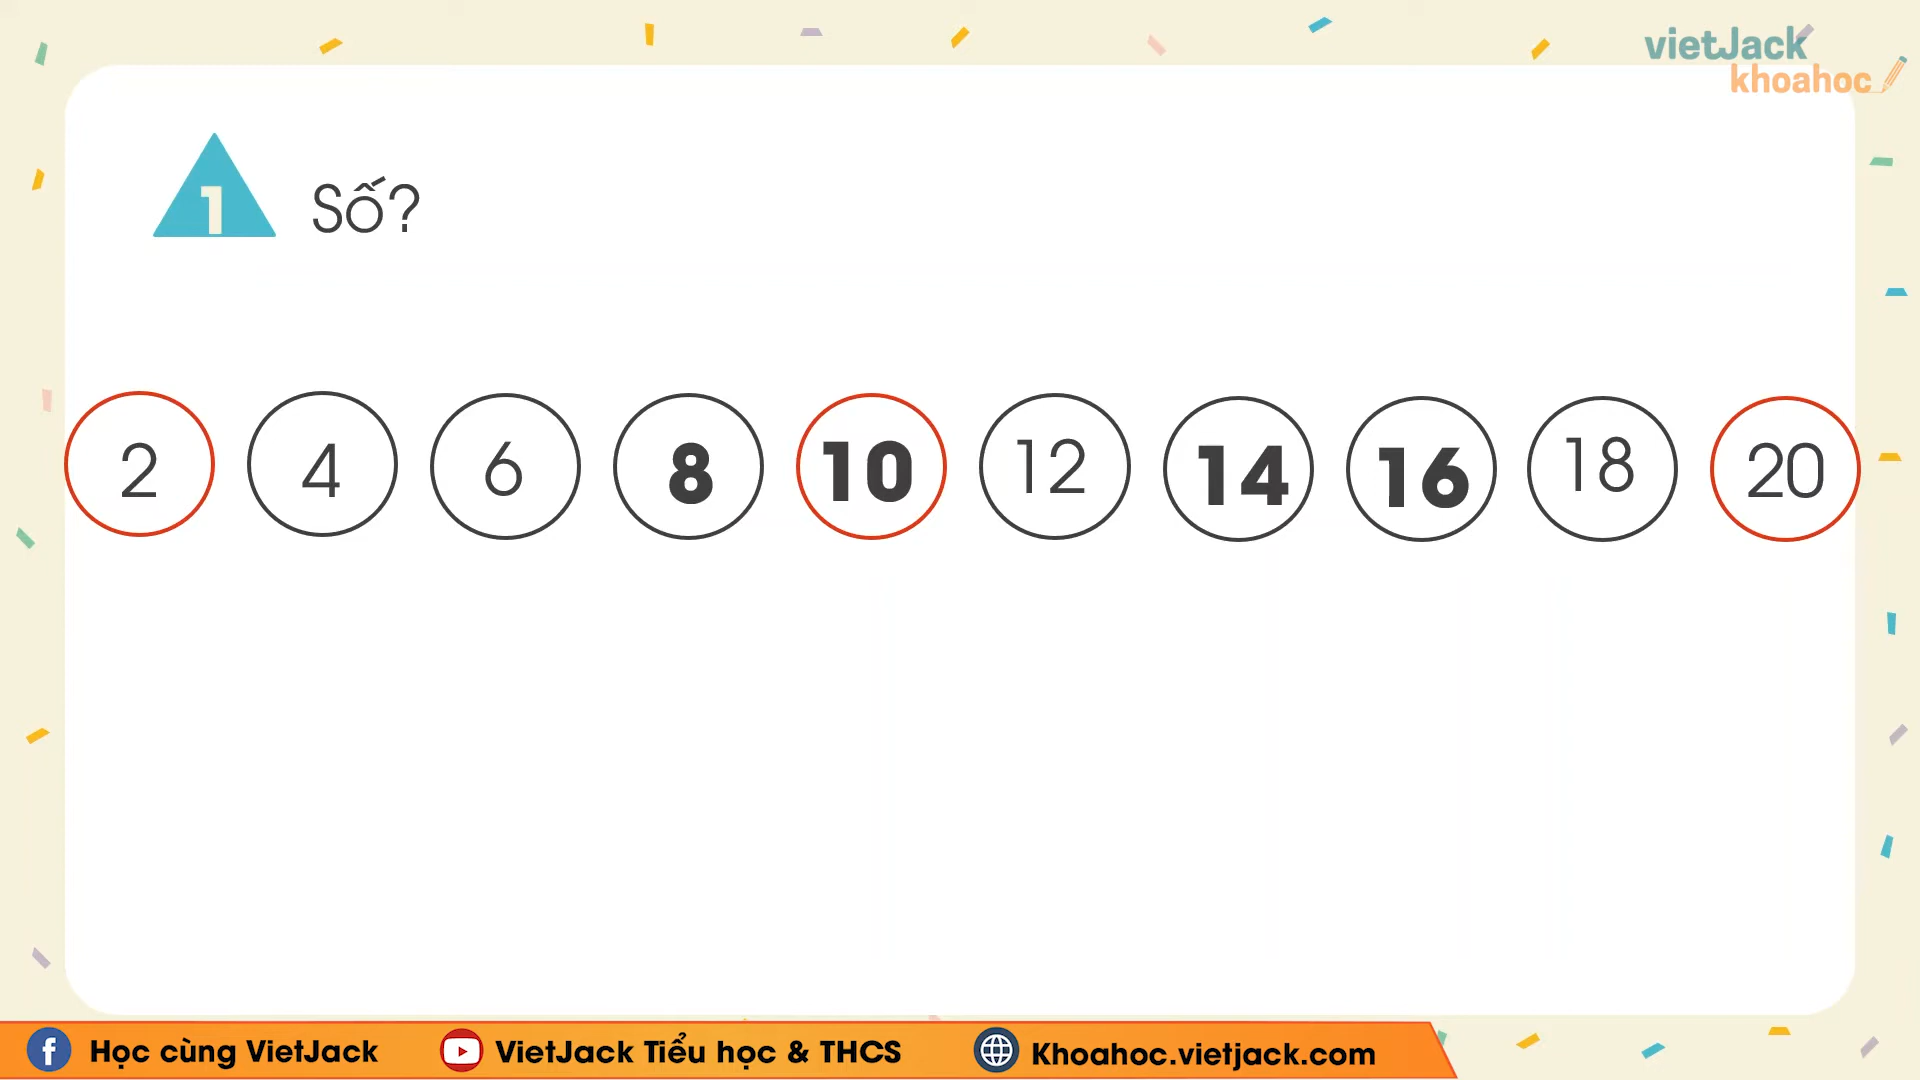 vietJack
khoahoc
1 Số?
2 4 6 8 10 12 14 16 18 20
Học cùng VietJack VietJack Tiểu học & THCS Khoahoc.vietjack.com